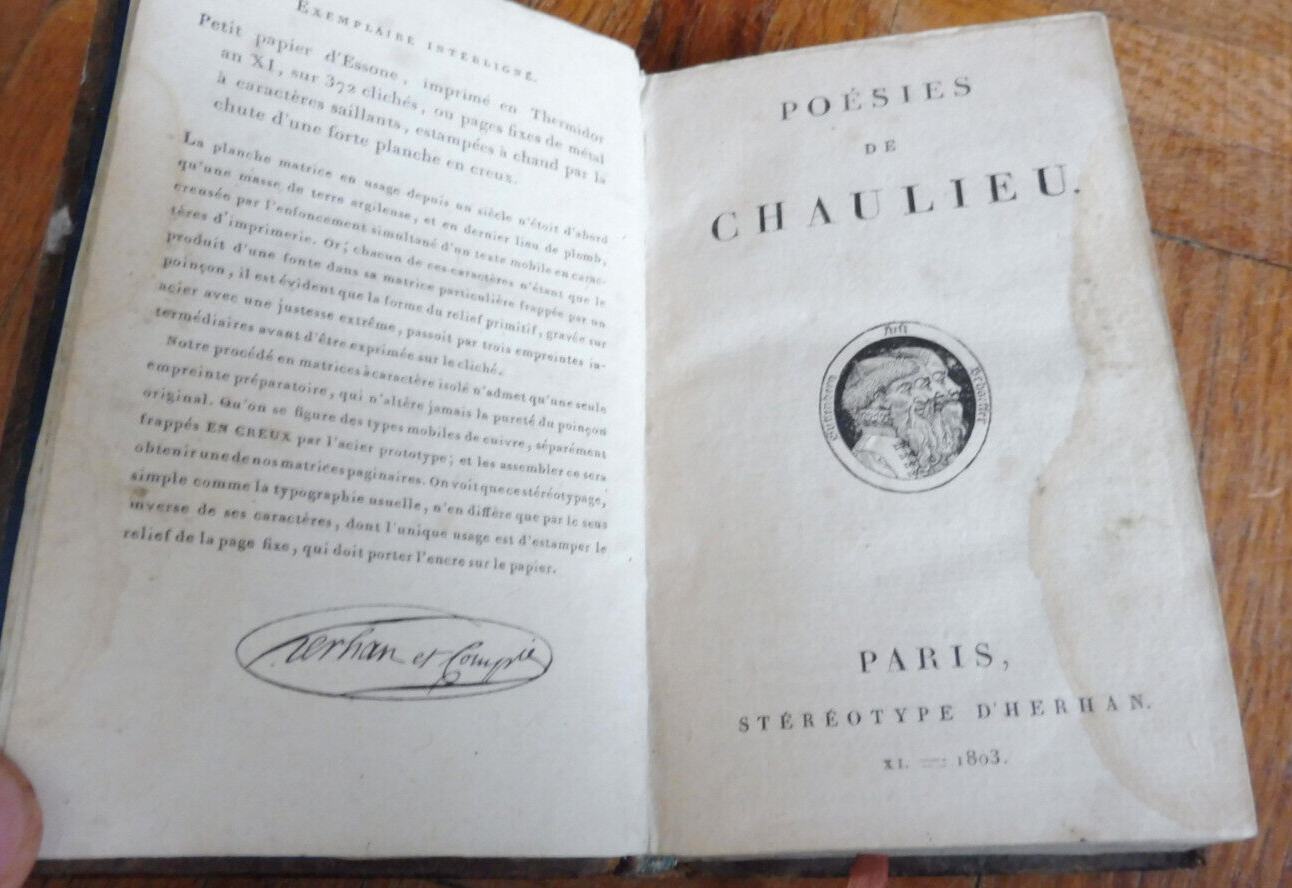 EXEMPLAIRE INTERLIGNÉ.
Petit papier d'Essone, imprimé en Thermidor
an XI, sur 372 clichés, ou pages fixes de métal
à caractères saillants, estampées à chaud par la
chute d'une forte planche en creux.
La planche matrice en usage depuis un siècle n'étoit d'abord
qu'une masse de terre argileuse, et en dernier lieu de plomb,
creusée par l'enfoncement simultané d'un texte mobile en carac-
tères d'imprimerie. Or, chacun de ces caractères n'étant que le
produit d'une fonte dans sa matrice particulière frappée par un
poinçon, il est évident que la forme du relief primitif, gravée sur
acier avec une justesse extrême, passoit par trois empreintes in-
termédiaires avant d'être exprimée sur le cliché.
Notre procédé en matrices à caractère isolé n'admet qu'une seule
empreinte préparatoire, qui n'altère jamais la pureté du poinçon
original. Qu'on se figure des types mobiles de cuivre, séparément
frappés EN CREUX par l'acier prototype; et les assembler ce sera
obtenir une de nos matrices paginaires. On voit que ce stéréotypage,
simple comme la typographie usuelle, n'en diffère que par le sens
inverse de ses caractères, dont l'unique usage est d'estamper le
relief de la page fixe, qui doit porter l'encre sur le papier.
Herhan et Compie
POÉSIES
DE
CHAULIEU.
fust
PARIS,
STÉRÉOTYPE D'HERHAN.
XI. = 1803.